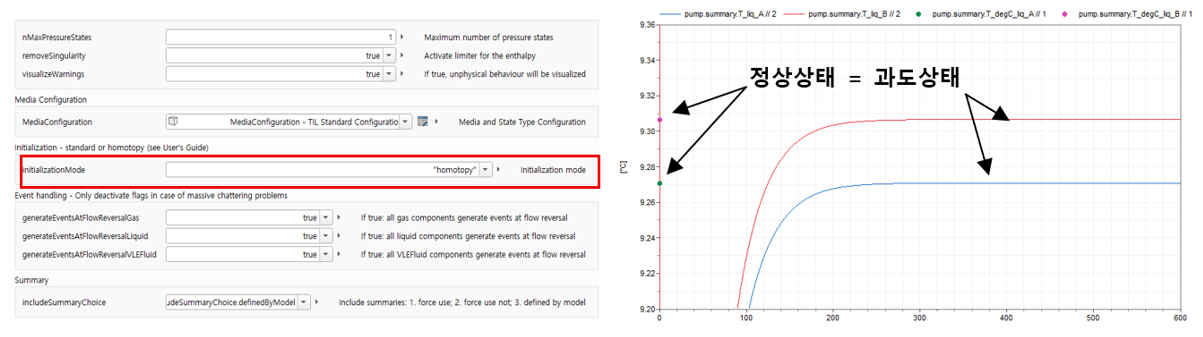 nMaxPressureStates 1 Maximum number of pressure states
removeSingularity true Activate limiter for the enthalpy
visualizeWarnings true If true, unphysical behaviour will be visualized
Media Configuration
MediaConfiguration MediaConfiguration - TIL Standard Configuratio Media and State Type Configuration
Initialization - standard or homotopy (see User's Guide)
initializationMode "homotopy" Initialization mode
Event handling - Only deactivate flags in case of massive chattering problems
generateEventsAtFlowReversalGas true If true: all gas components generate events at flow reversal
generateEventsAtFlowReversalLiquid true If true: all liquid components generate events at flow reversal
generateEventsAtFlowReversalVLEFluid true If true: all VLEFluid components generate events at flow reversal
Summary
includeSummaryChoice udeSummaryChoice.definedByModel Include summaries: 1. force use; 2. force use not; 3. defined by model
pump.summary.T_liq_A // 2 pump.summary.T_liq_B // 2 pump.summary.T_degC_liq_A // 1 pump.summary.T_degC_liq_B // 1
9.36
9.34
9.32
9.30
9.28
9.26
9.24
9.22
9.20
[°C]
정상상태 = 과도상태
0 100 200 300 400 500 600